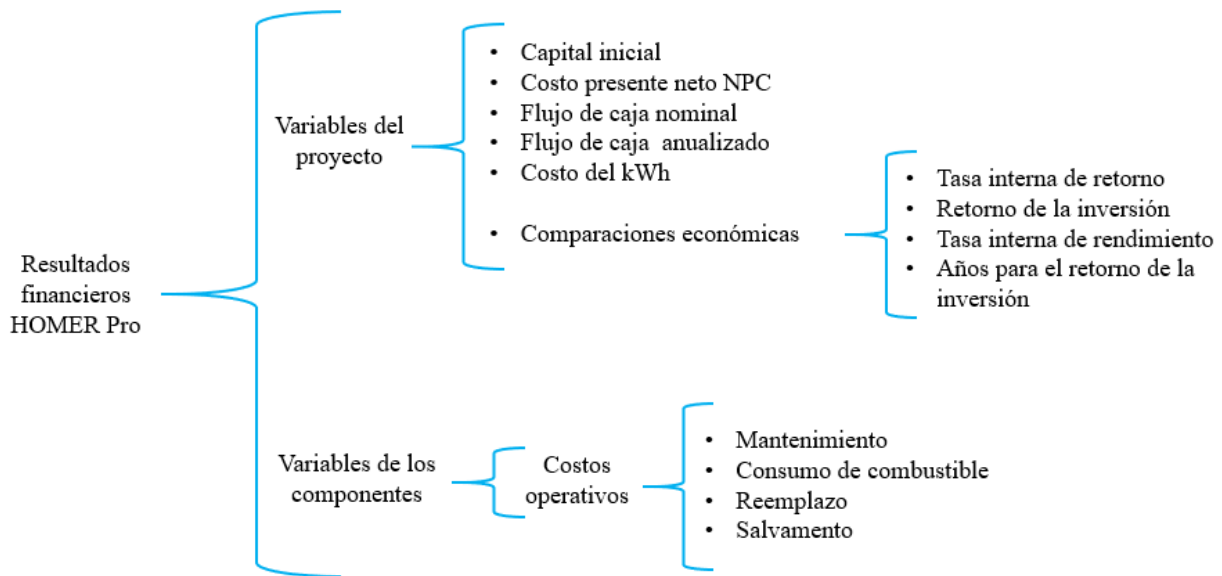 Resultados
financieros
HOMER Pro
Variables del
proyecto
• Capital inicial
• Costo presente neto NPC
• Flujo de caja nominal
• Flujo de caja anualizado
• Costo del kWh
• Comparaciones económicas
• Tasa interna de retorno
• Retorno de la inversión
• Tasa interna de rendimiento
• Años para el retorno de la
inversión
Variables de los
componentes
Costos
operativos
• Mantenimiento
• Consumo de combustible
• Reemplazo
• Salvamento